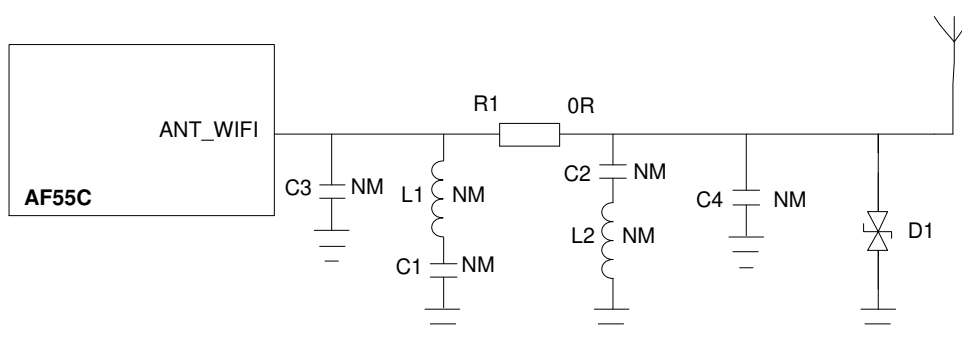 R1 0R
ANT_WIFI
AF55C
C3 NM
L1 NM
C1 NM
C2 NM
L2 NM
C4 NM
D1